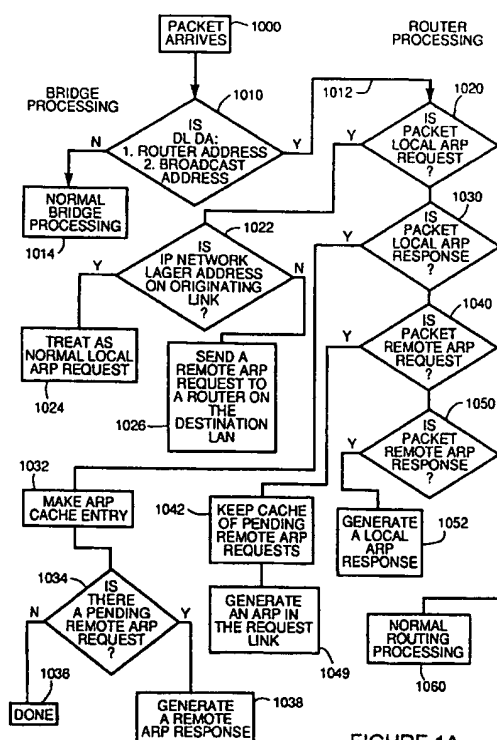 PACKET
ARRIVES
1000
ROUTER
PROCESSING
BRIDGE
PROCESSING
1010
1012
1020
IS
DL DA:
1. ROUTER ADDRESS
2. BROADCAST
ADDRESS
N
Y
IS
PACKET
LOCAL ARP
REQUEST
?
Y
NORMAL
BRIDGE
PROCESSING
1014
1022
IS
IP NETWORK
LAGER ADDRESS
ON ORIGINATING
LINK
?
Y
N
1030
IS
PACKET
LOCAL ARP
RESPONSE
?
Y
TREAT AS
NORMAL LOCAL
ARP REQUEST
1024
SEND A
REMOTE ARP
REQUEST TO
A ROUTER ON
THE
DESTINATION
LAN
1026
1040
IS
PACKET
REMOTE ARP
REQUEST
?
Y
1050
IS
PACKET
REMOTE ARP
RESPONSE
?
Y
1032
MAKE ARP
CACHE ENTRY
1042
KEEP CACHE
OF PENDING
REMOTE ARP
REQUESTS
GENERATE
A LOCAL
ARP
RESPONSE
1052
1034
IS
THERE
A PENDING
REMOTE ARP
REQUEST
?
N
Y
GENERATE
AN ARP IN
THE REQUEST
LINK
1049
NORMAL
ROUTING
PROCESSING
1060
1036
DONE
GENERATE
A REMOTE
ARP RESPONSE
1038
FIGURE 1A